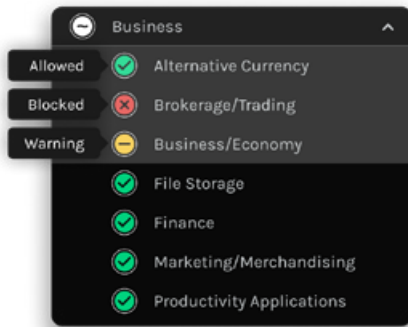 Business
Allowed Alternative Currency
Blocked Brokerage/Trading
Warning Business/Economy
File Storage
Finance
Marketing/Merchandising
Productivity Applications